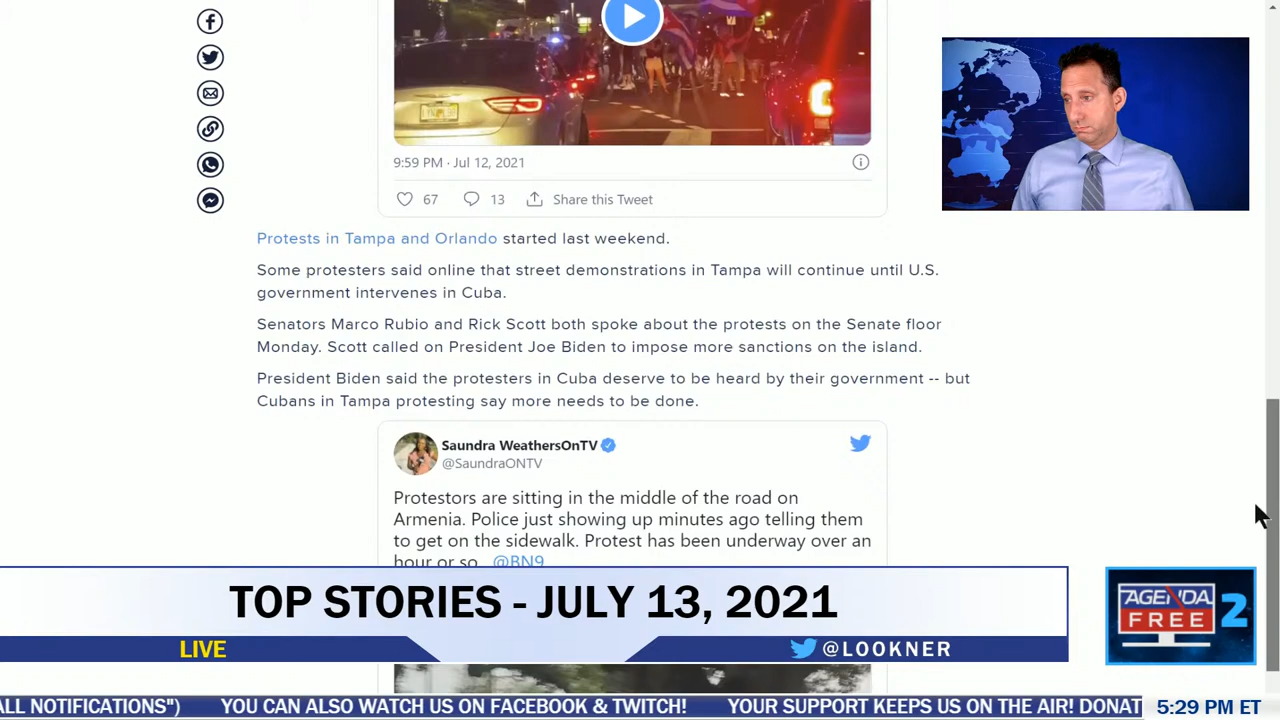 9:59 PM · Jul 12, 2021
67 13 Share this Tweet
Protests in Tampa and Orlando started last weekend.
Some protesters said online that street demonstrations in Tampa will continue until U.S.
government intervenes in Cuba.
Senators Marco Rubio and Rick Scott both spoke about the protests on the Senate floor
Monday. Scott called on President Joe Biden to impose more sanctions on the island.
President Biden said the protesters in Cuba deserve to be heard by their government -- but
Cubans in Tampa protesting say more needs to be done.
Saundra WeathersOnTV
@SaundraONTV
Protestors are sitting in the middle of the road on
Armenia. Police just showing up minutes ago telling them
to get on the sidewalk. Protest has been underway over an
hour or so. @BN9
TOP STORIES - JULY 13, 2021
LIVE
@LOOKNER
AGENDA
FREE
2
ALL NOTIFICATIONS") YOU CAN ALSO WATCH US ON FACEBOOK & TWITCH! YOUR SUPPORT KEEPS US ON THE AIR! DONAT
5:29 PM ET